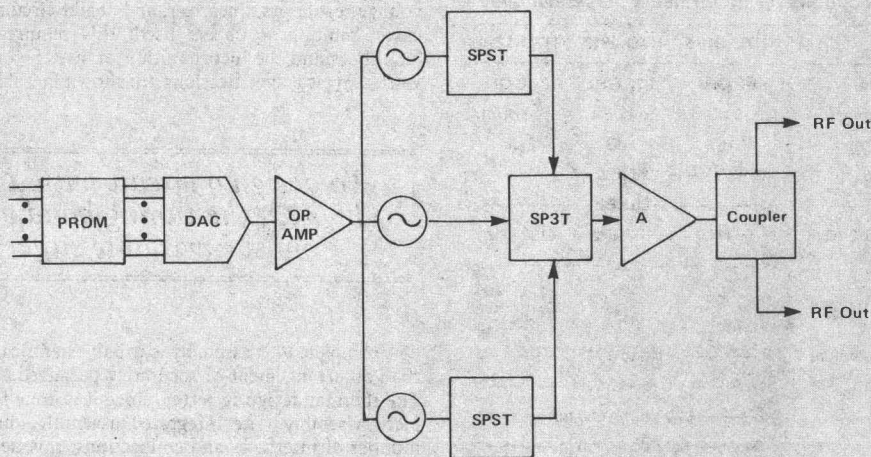 SPST
RF Out
PROM
DAC
OP
AMP
SP3T
A
Coupler
RF Out
SPST